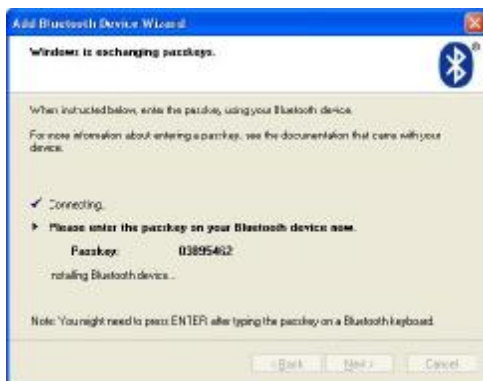 Add Bluetooth Device Wizard
Windows is exchanging passkeys.
When instructed below, enter the passkey using your Bluetooth device.
For more information about entering a passkey, see the documentation that came with your
device.
Connecting...
Please enter the passkey on your Bluetooth device now.
Passkey: 03895462
Installing Bluetooth device...
Note: You might need to press ENTER after typing the passkey on a Bluetooth keyboard.
< Back Next > Cancel